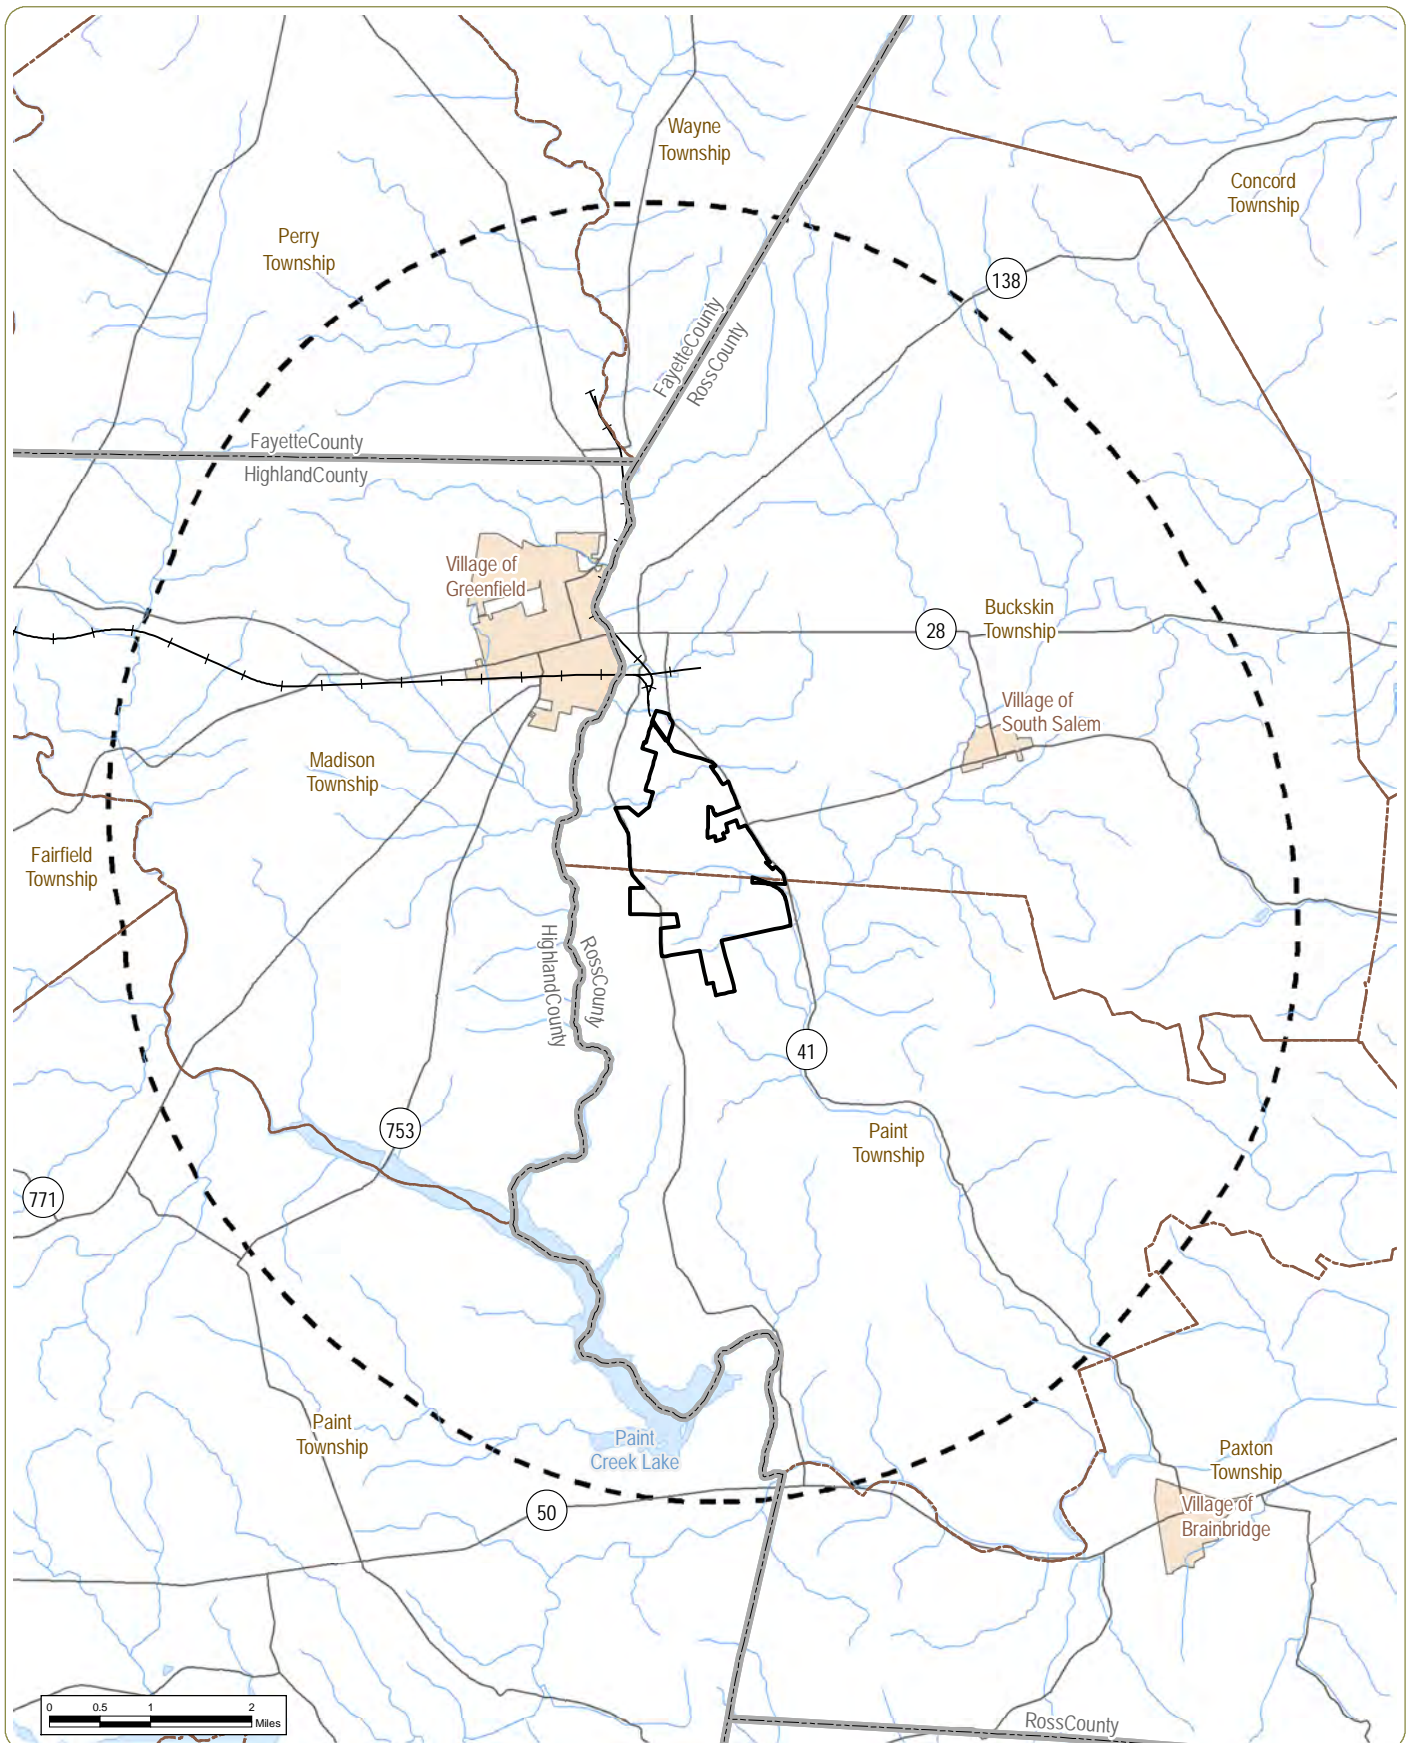 Wayne
Township
Concord
Township
Perry
Township
138
FayetteCounty
RossCounty
FayetteCounty
HighlandCounty
Village of
Greenfield
Buckskin
Township
28
Village of
South Salem
Madison
Township
Fairfield
Township
HighlandCounty
RossCounty
41
753
Paint
Township
771
Paint
Township
Paint
Creek Lake
Paxton
Township
50
Village of
Brainbridge
0 0.5 1 2
Miles
RossCounty